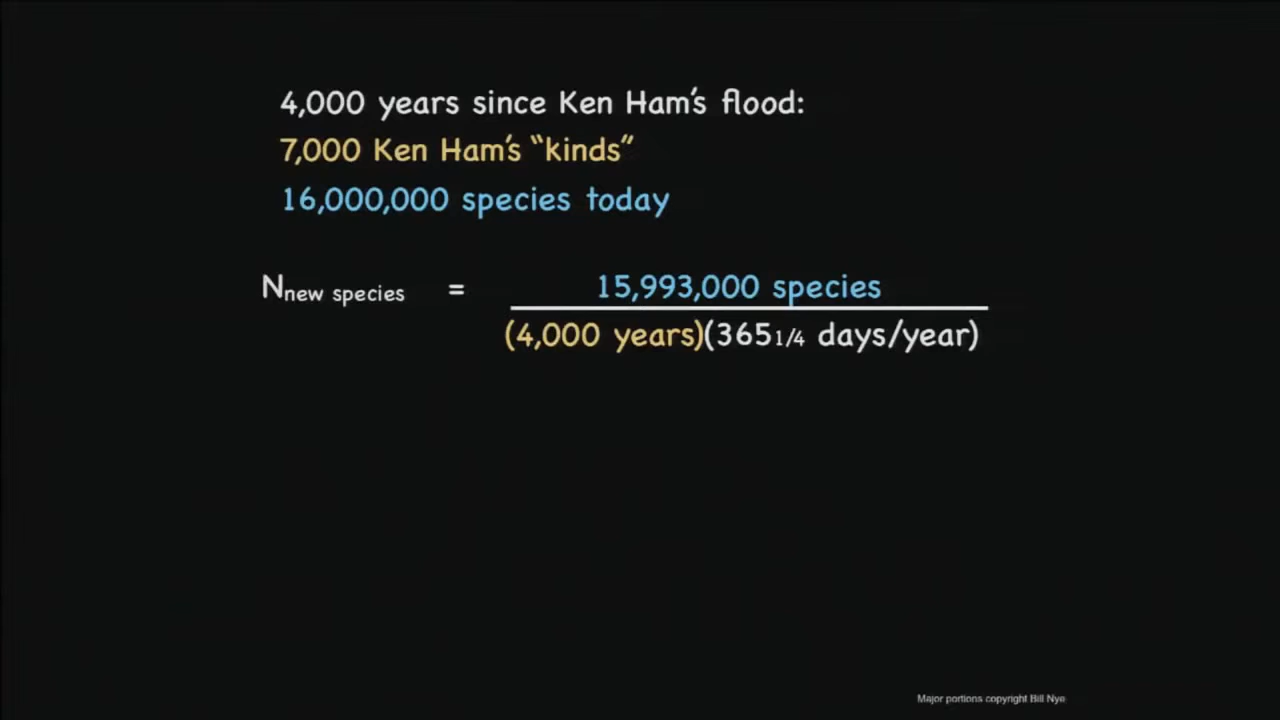 4,000 years since Ken Ham's flood:
7,000 Ken Ham's “kinds”
16,000,000 species today
15,993,000 species
Nnew species =
(4,000 years)(365 1/4 days/year)
Major portions copyright Bill Nye